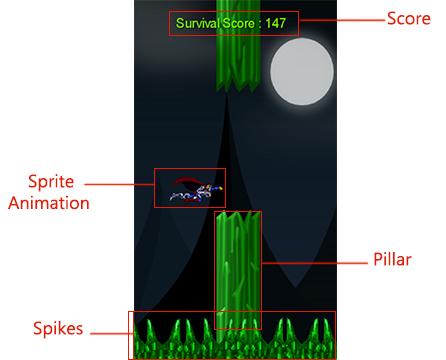 Survival Score : 147
Score
Sprite
Animation
Pillar
Spikes